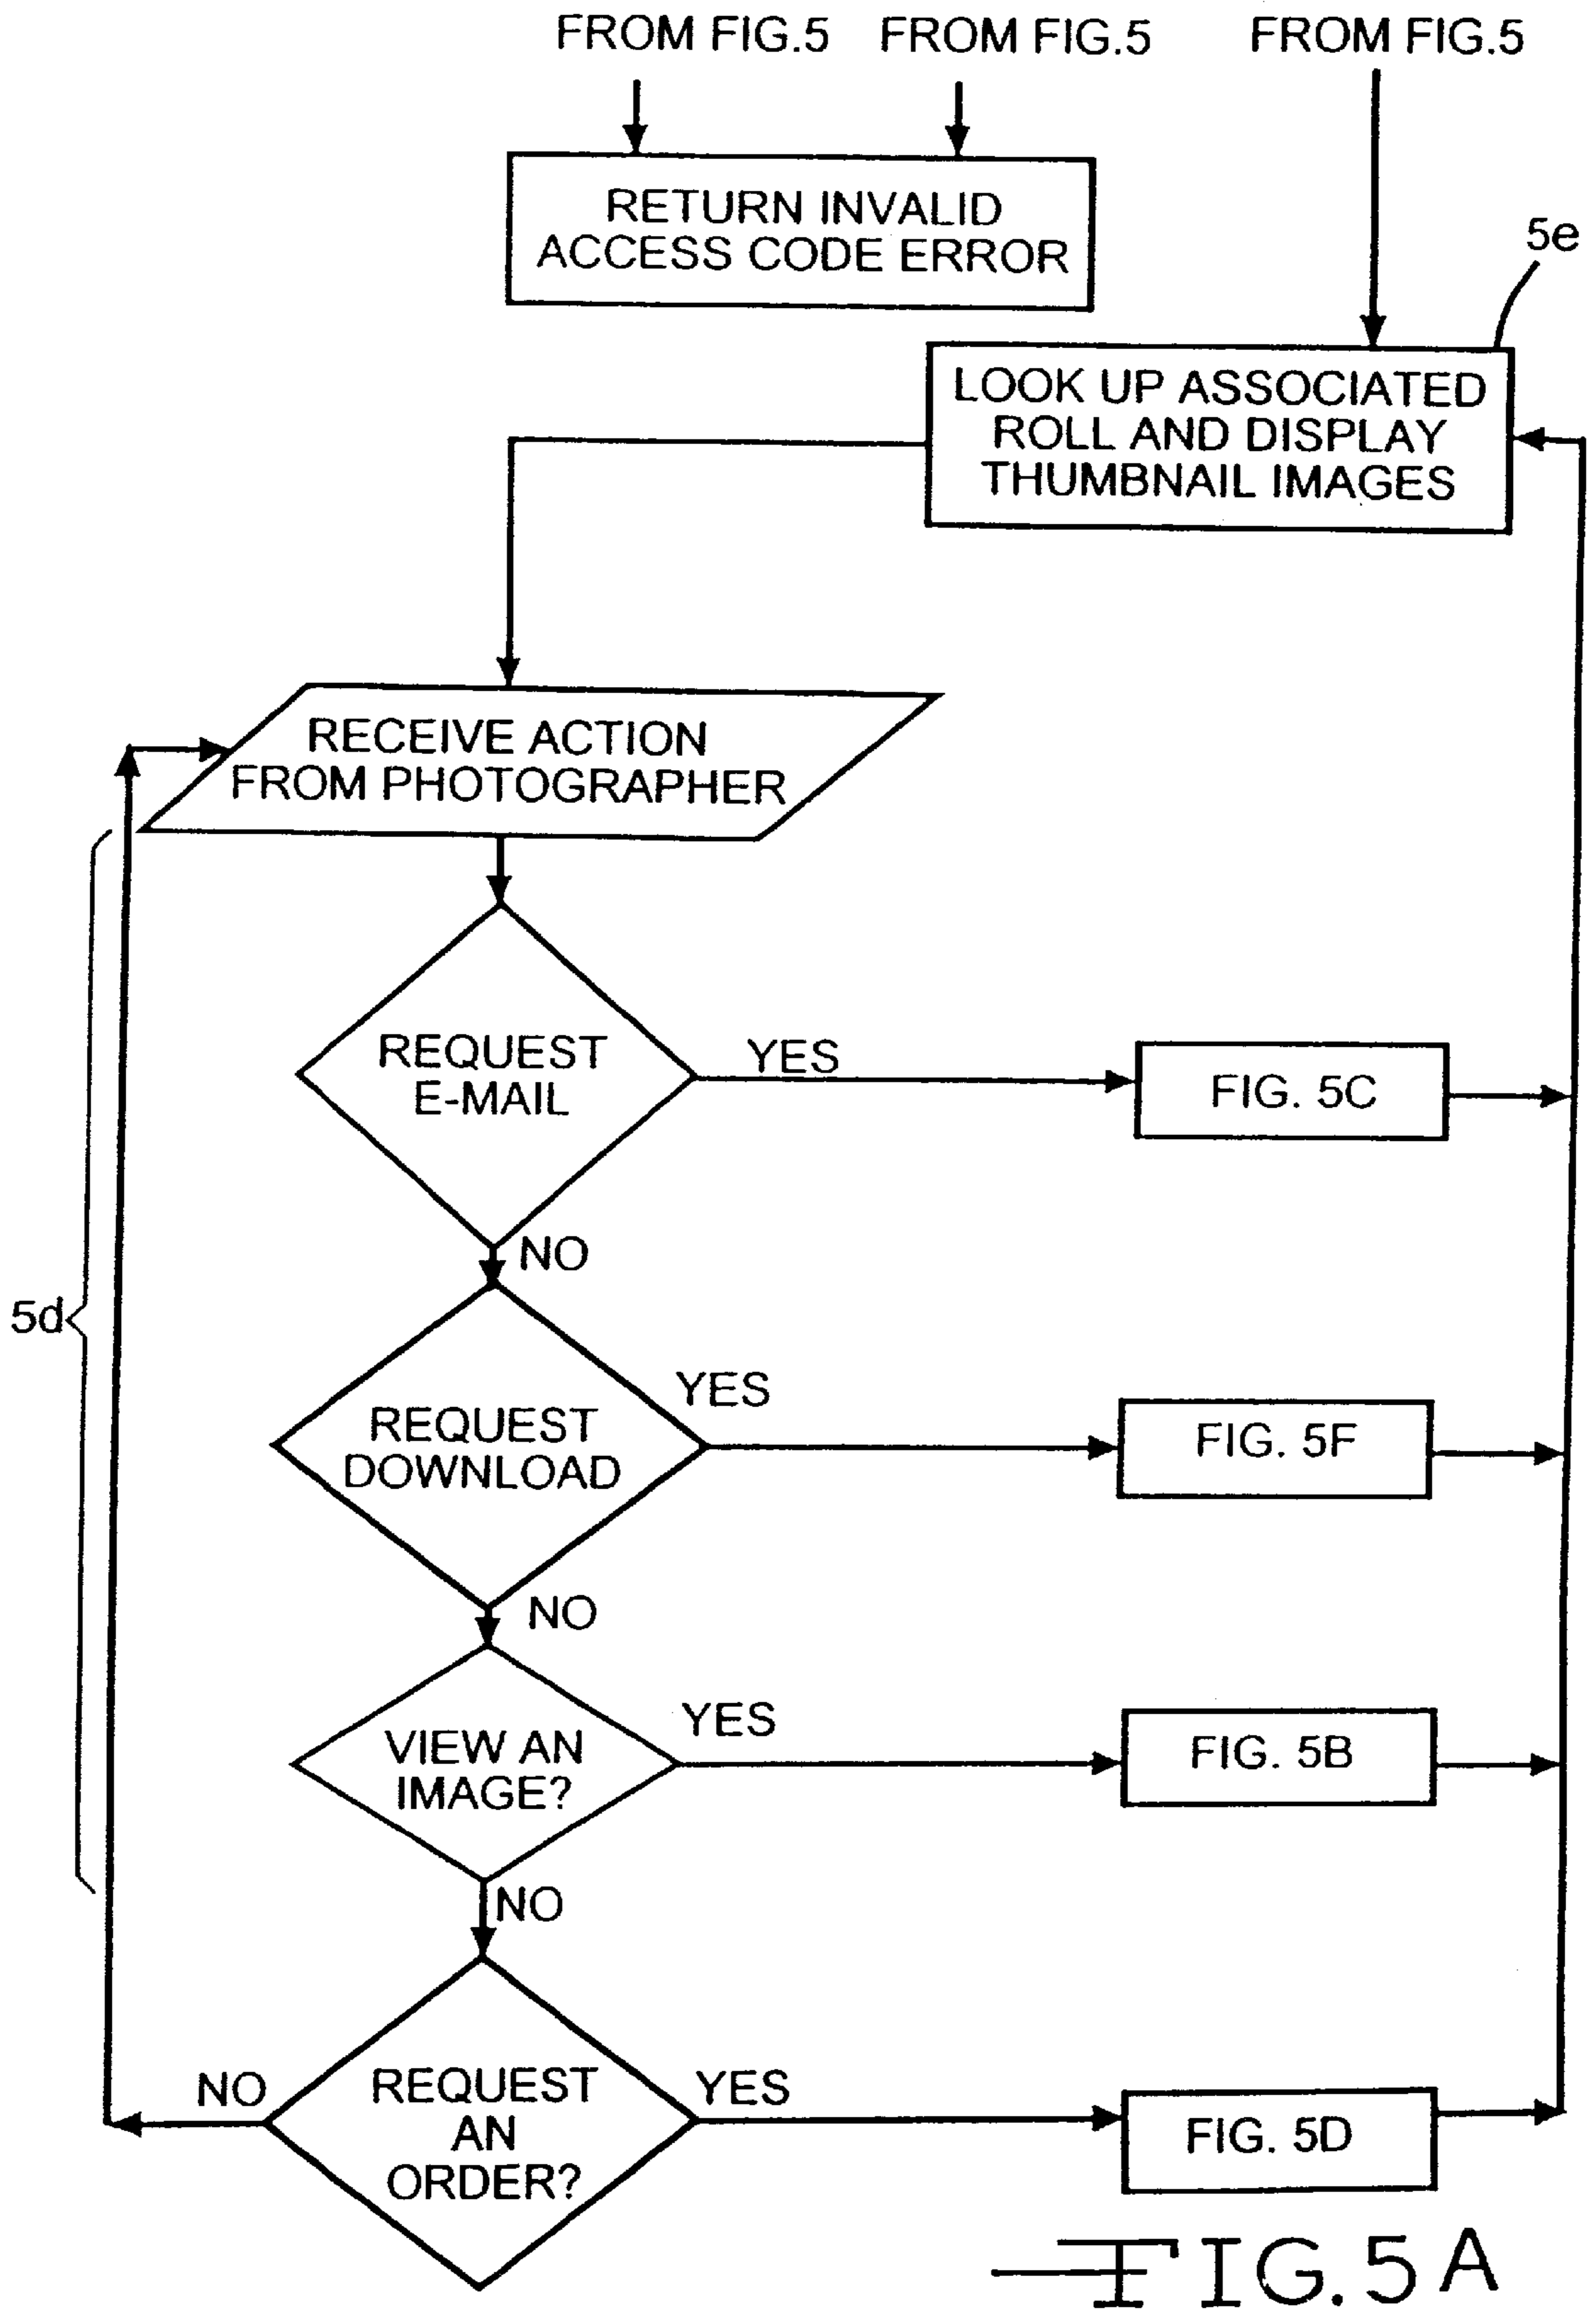 FROM FIG.5 FROM FIG.5 FROM FIG.5
RETURN INVALID
ACCESS CODE ERROR
5e
LOOK UP ASSOCIATED
ROLL AND DISPLAY
THUMBNAIL IMAGES
RECEIVE ACTION
FROM PHOTOGRAPHER
REQUEST
E-MAIL
YES
FIG. 5C
NO
5d
REQUEST
DOWNLOAD
YES
FIG. 5F
NO
VIEW AN
IMAGE?
YES
FIG. 5B
NO
REQUEST
AN
ORDER?
NO
YES
FIG. 5D
FIG.5A